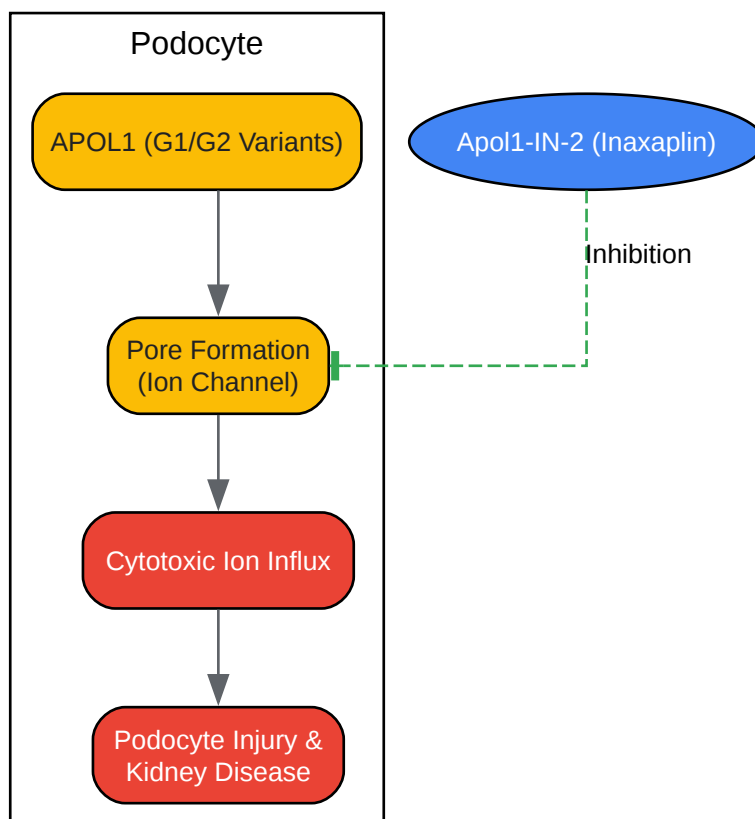 Podocyte
APOL1 (G1/G2 Variants)
Apol1-IN-2 (Inaxaplin)
Inhibition
Pore Formation
(Ion Channel)
Cytotoxic Ion Influx
Podocyte Injury &
Kidney Disease